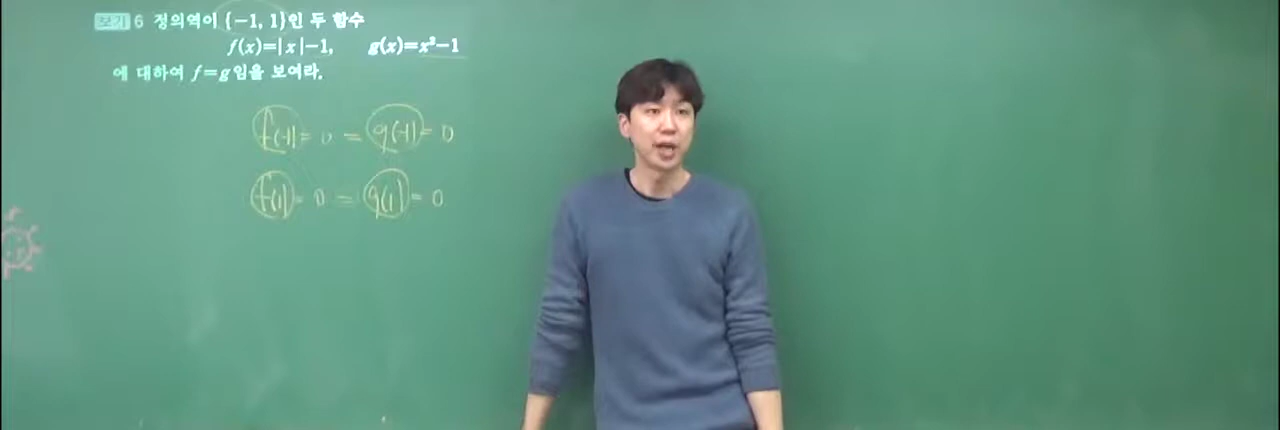 보기 6 정의역이 {-1, 1}인 두 함수
f(x)=|x|-1, g(x)=x²-1
에 대하여 f=g임을 보여라.
f(-1)= 0 = g(-1)= 0
f(1)= 0 = g(1)= 0